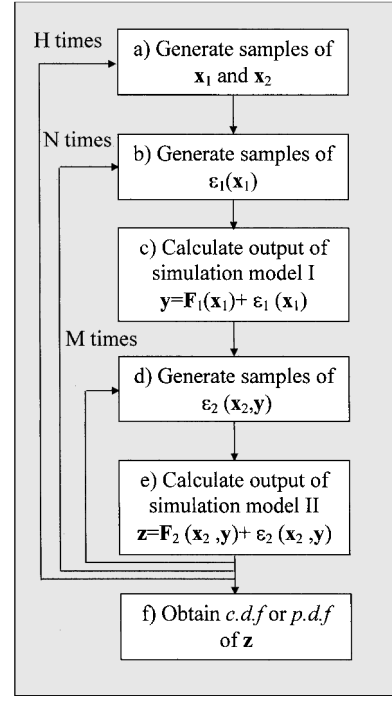 H times
a) Generate samples of
x₁ and x₂
N times
b) Generate samples of
ε₁(x₁)
c) Calculate output of
simulation model I
y=F₁(x₁)+ ε₁ (x₁)
M times
d) Generate samples of
ε₂ (x₂,y)
e) Calculate output of
simulation model II
z=F₂ (x₂ ,y)+ ε₂ (x₂ ,y)
f) Obtain c.d.f or p.d.f
of z